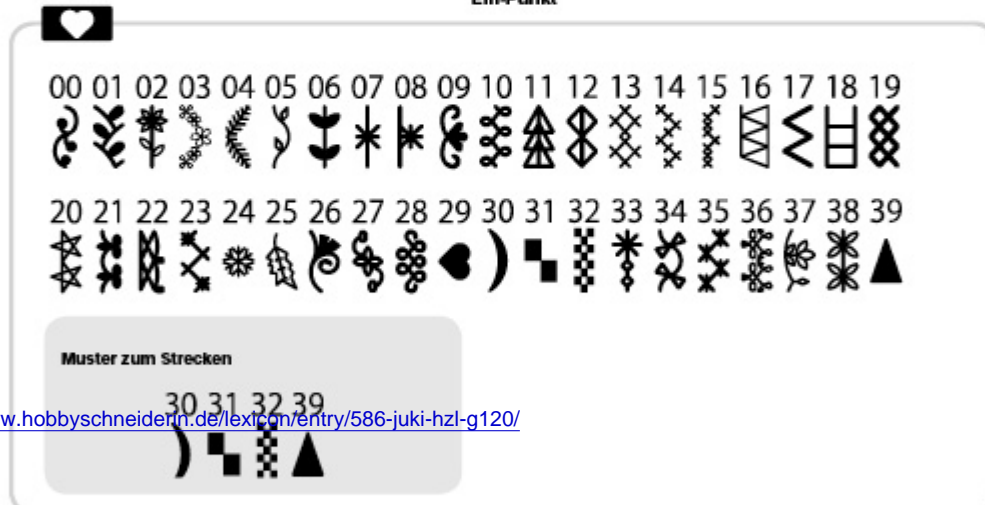 Ein-Punkt
00 01 02 03 04 05 06 07 08 09 10 11 12 13 14 15 16 17 18 19
20 21 22 23 24 25 26 27 28 29 30 31 32 33 34 35 36 37 38 39
Muster zum Strecken
30 31 32 39
w.hobbyschneiderin.de/lexicon/entry/586-juki-hzl-g120/